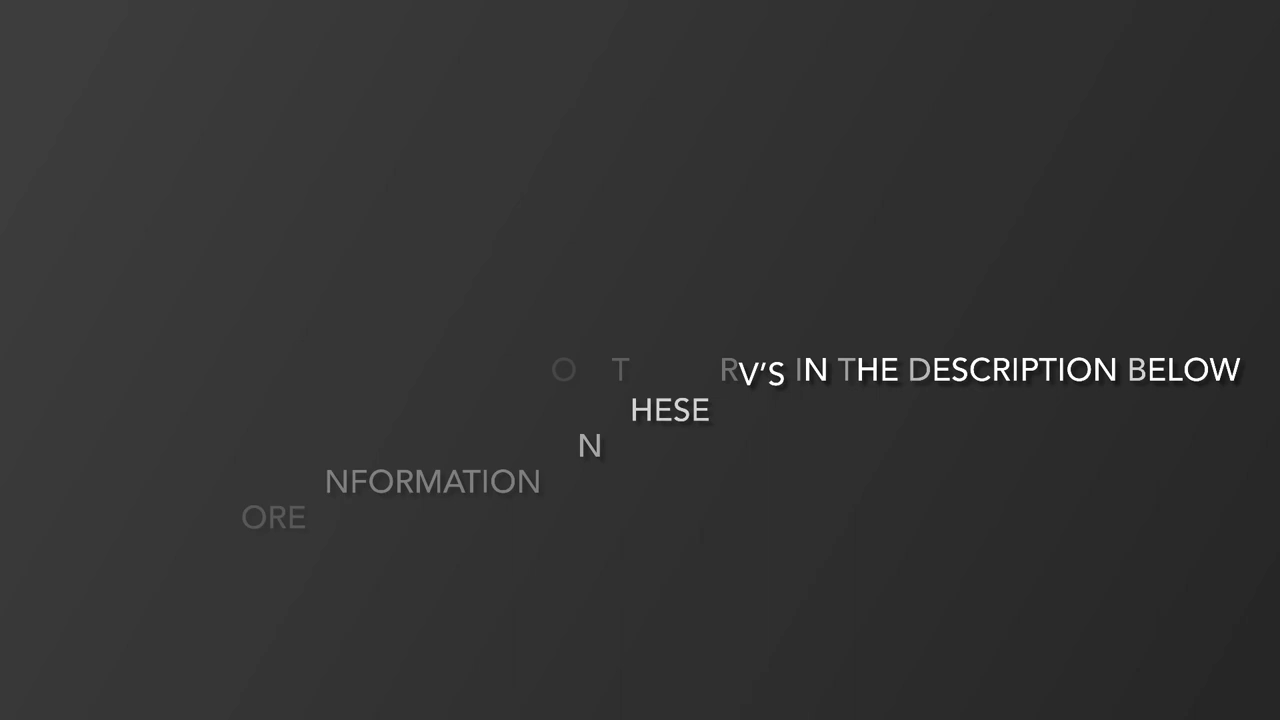 O T RV'S IN THE DESCRIPTION BELOW
HESE
N
NFORMATION
ORE